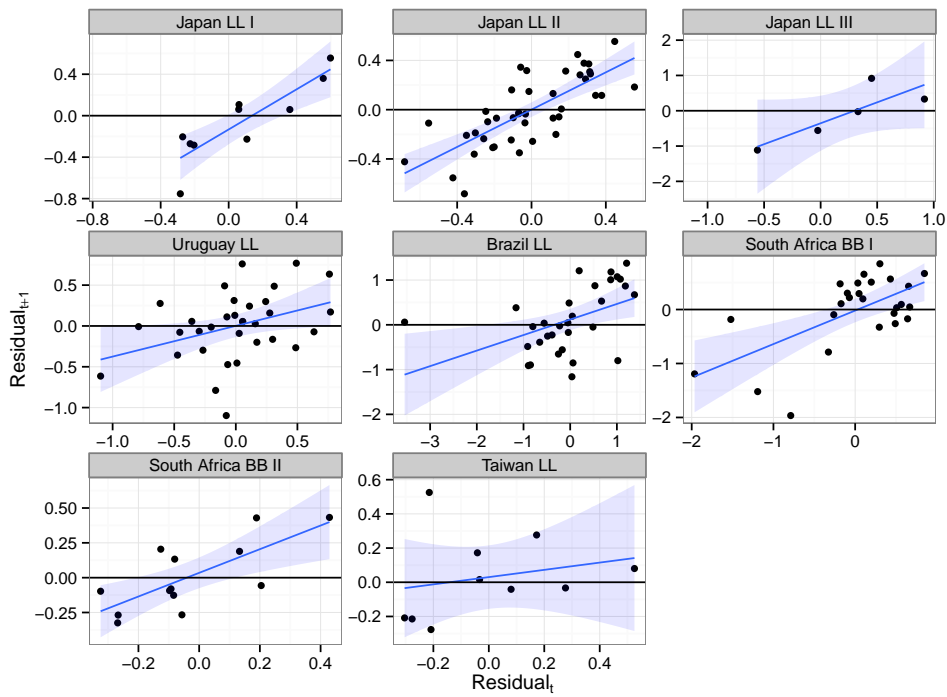 Japan LL I
Japan LL II
Japan LL III
0.4
0.0
−0.4
−0.8
0.4
0.0
−0.4
2
1
0
−1
−2
−0.8 −0.4 0.0 0.4
−0.4 0.0 0.4
−1.0 −0.5 0.0 0.5 1.0
Uruguay LL
Brazil LL
South Africa BB I
0.5
0.0
−0.5
−1.0
1
0
−1
−2
1
0
−1
−2
−1.0 −0.5 0.0 0.5
−3 −2 −1 0 1
−2 −1 0
South Africa BB II
Taiwan LL
0.50
0.25
0.00
−0.25
0.6
0.4
0.2
0.0
−0.2
−0.2 0.0 0.2 0.4
−0.2 0.0 0.2 0.4 0.6
Residual t+1
Residual t